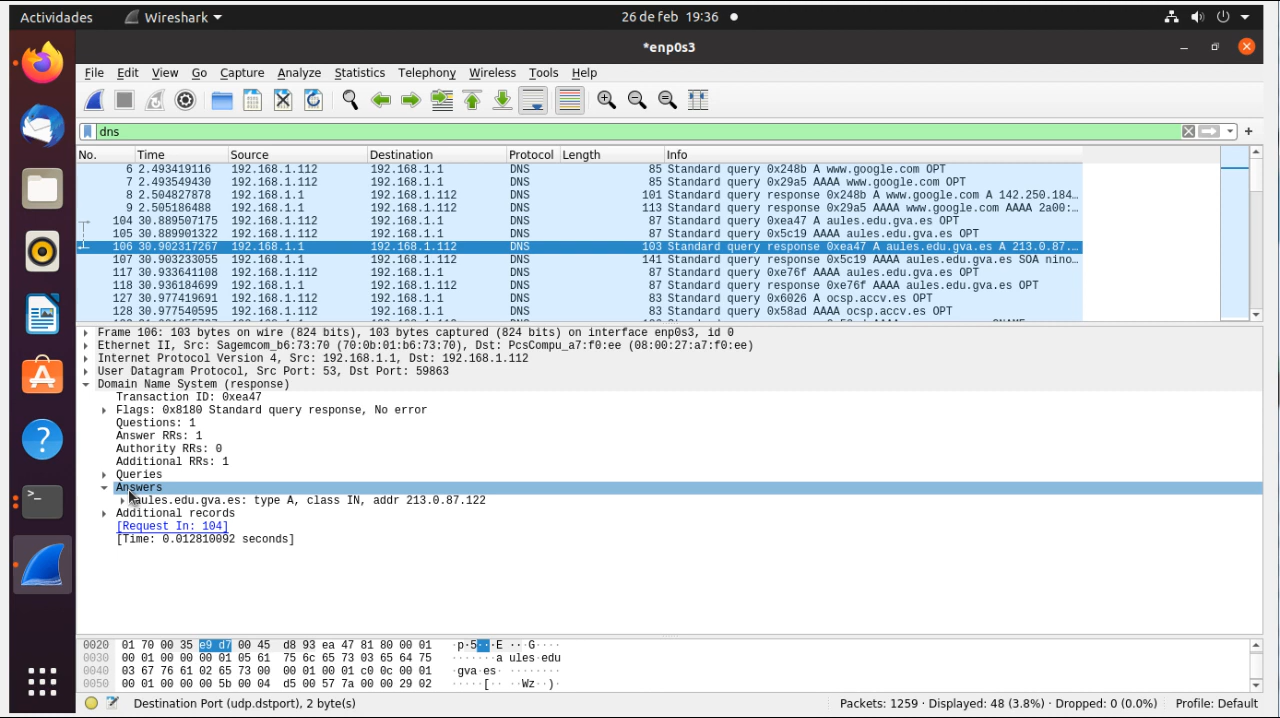 Actividades Wireshark 26 de feb 19:36
*enp0s3
File Edit View Go Capture Analyze Statistics Telephony Wireless Tools Help
dns
No. Time Source Destination Protocol Length Info
6 2.493419116 192.168.1.112 192.168.1.1 DNS 85 Standard query 0x248b A www.google.com OPT
7 2.493549430 192.168.1.112 192.168.1.1 DNS 85 Standard query 0x29a5 AAAA www.google.com OPT
8 2.504827878 192.168.1.1 192.168.1.112 DNS 101 Standard query response 0x248b A www.google.com A 142.250.184…
9 2.505186488 192.168.1.1 192.168.1.112 DNS 113 Standard query response 0x29a5 AAAA www.google.com AAAA 2a00:…
104 30.889507175 192.168.1.112 192.168.1.1 DNS 87 Standard query 0xea47 A aules.edu.gva.es OPT
105 30.889901322 192.168.1.112 192.168.1.1 DNS 87 Standard query 0x5c19 AAAA aules.edu.gva.es OPT
106 30.902317267 192.168.1.1 192.168.1.112 DNS 103 Standard query response 0xea47 A aules.edu.gva.es A 213.0.87.…
107 30.903233055 192.168.1.1 192.168.1.112 DNS 141 Standard query response 0x5c19 AAAA aules.edu.gva.es SOA nino…
117 30.933641108 192.168.1.112 192.168.1.1 DNS 87 Standard query 0xe76f AAAA aules.edu.gva.es OPT
118 30.936184699 192.168.1.1 192.168.1.112 DNS 87 Standard query response 0xe76f AAAA aules.edu.gva.es OPT
127 30.977419691 192.168.1.112 192.168.1.1 DNS 83 Standard query 0x6026 A ocsp.accv.es OPT
128 30.977540595 192.168.1.112 192.168.1.1 DNS 83 Standard query 0x58ad AAAA ocsp.accv.es OPT
Frame 106: 103 bytes on wire (824 bits), 103 bytes captured (824 bits) on interface enp0s3, id 0
Ethernet II, Src: Sagemcom_b6:73:70 (70:0b:01:b6:73:70), Dst: PcsCompu_a7:f0:ee (08:00:27:a7:f0:ee)
Internet Protocol Version 4, Src: 192.168.1.1, Dst: 192.168.1.112
User Datagram Protocol, Src Port: 53, Dst Port: 59863
Domain Name System (response)
Transaction ID: 0xea47
Flags: 0x8180 Standard query response, No error
Questions: 1
Answer RRs: 1
Authority RRs: 0
Additional RRs: 1
Queries
Answers
aules.edu.gva.es: type A, class IN, addr 213.0.87.122
Additional records
[Request In: 104]
[Time: 0.012810092 seconds]
0020 01 70 00 35 e9 d7 00 45 d8 93 ea 47 81 80 00 01 ·p·5···E ···G····
0030 00 01 00 00 00 01 05 61 75 6c 65 73 03 65 64 75 ·······a ules·edu
0040 03 67 76 61 02 65 73 00 00 01 00 01 c0 0c 00 01 ·gva·es· ········
0050 00 01 00 00 00 5b 00 04 d5 00 57 7a 00 00 29 02 ·····[·· ··Wz··)·
Destination Port (udp.dstport), 2 byte(s) Packets: 1259 · Displayed: 48 (3.8%) · Dropped: 0 (0.0%) Profile: Default